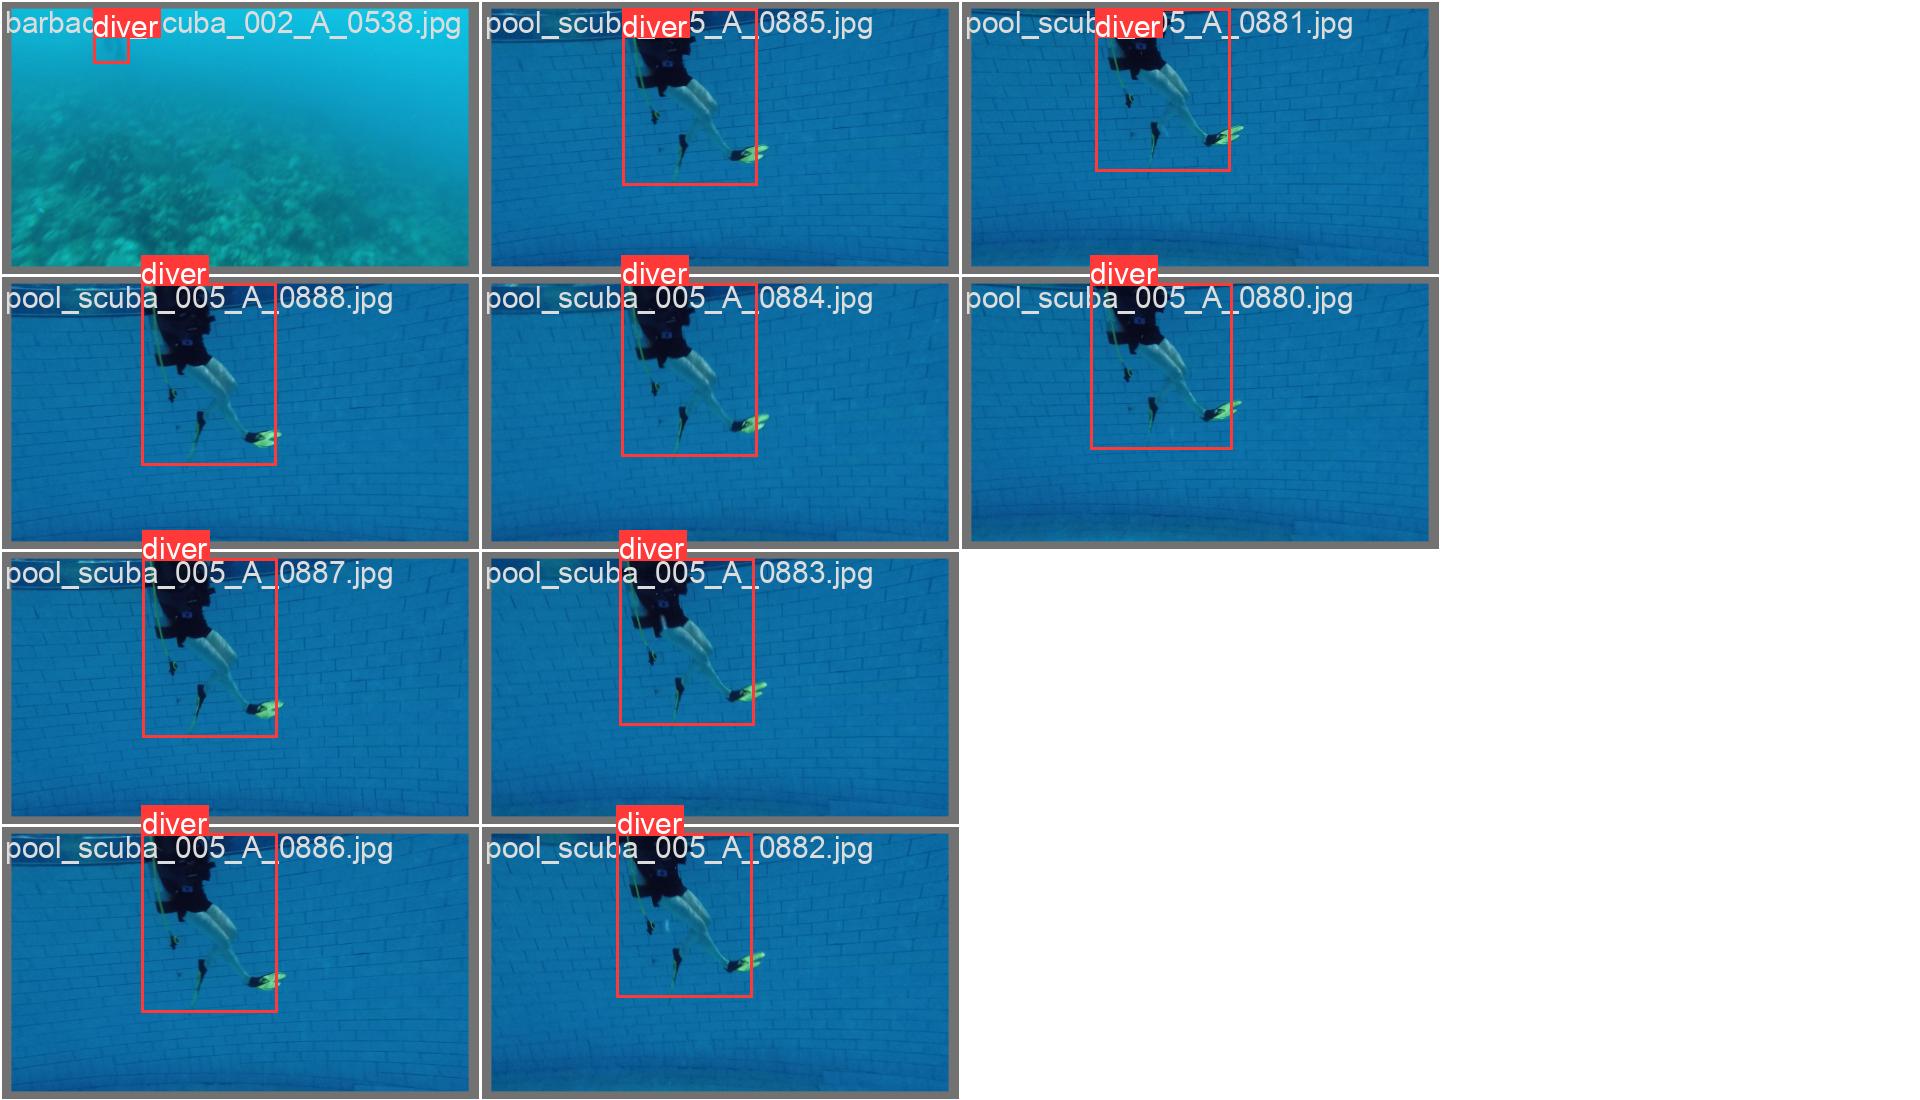 barbad cuba_002_A_0538.jpg
diver
pool_scub 5_A_0885.jpg
diver
pool_scub 05_A_0881.jpg
diver
diver
pool_scuba_005_A_0888.jpg
diver
pool_scuba_005_A_0884.jpg
diver
pool_scuba_005_A_0880.jpg
diver
pool_scuba_005_A_0887.jpg
diver
pool_scuba_005_A_0883.jpg
diver
pool_scuba_005_A_0886.jpg
diver
pool_scuba_005_A_0882.jpg